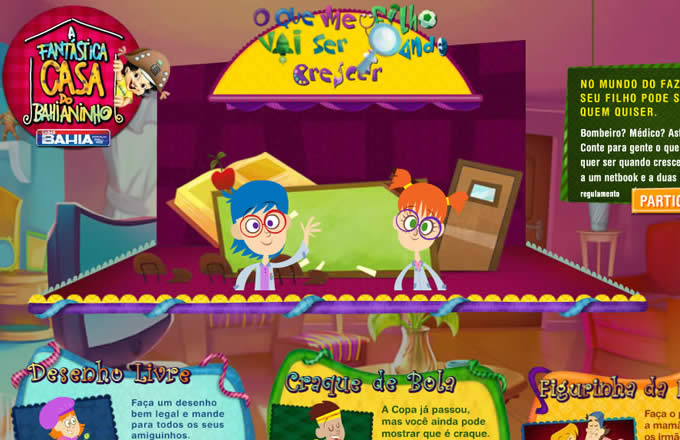 A
FANTÁSTICA
CASA
DO
BAHIANINHO
CASAS
BAHIA
O que Meu Filho
Vai Ser Quando
Crescer
NO MUNDO DO FAZ
SEU FILHO PODE S
QUEM QUISER.
Bombeiro? Médico? Ast
Conte para gente o que
quer ser quando cresce
a um netbook e a duas
regulamento
PARTIC
Desenho Livre
Faça um desenho
bem legal e mande
para todos os seus
amiguinhos.
Craque de Bola
A Copa já passou,
mas você ainda pode
mostrar que é craque.
Figurinha da
Faça o p
a mamã
os irmã